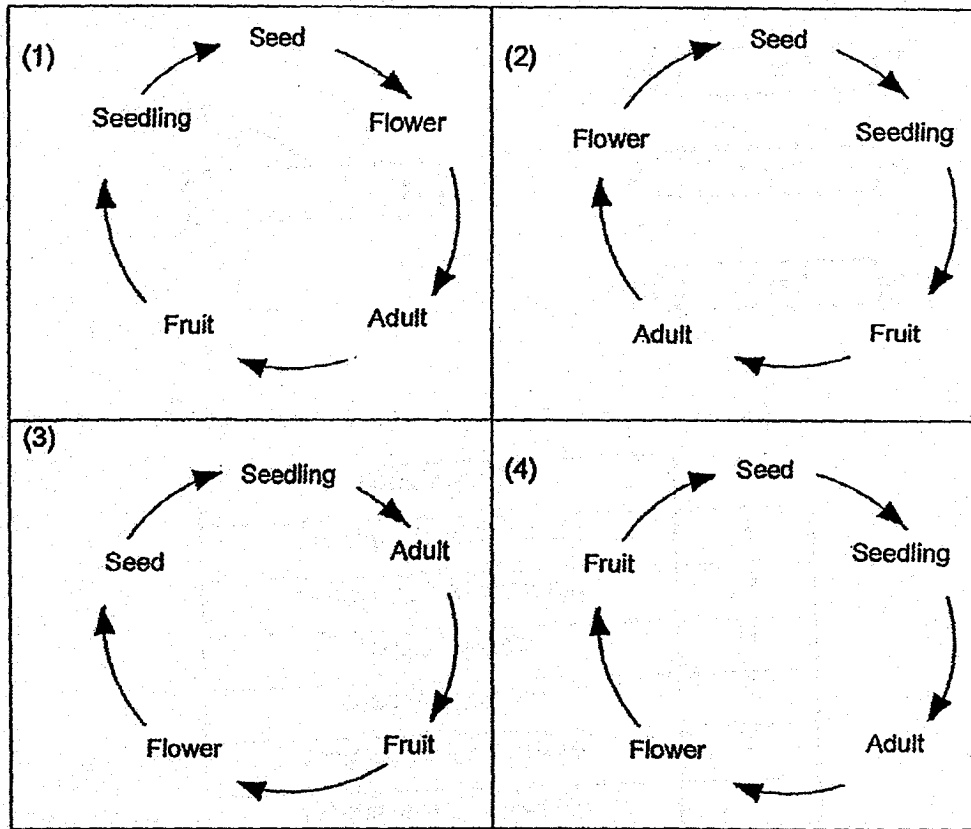 (1)
Seed
Flower
Adult
Fruit
Seedling
(2)
Seed
Seedling
Fruit
Adult
Flower
(3)
Seedling
Adult
Fruit
Flower
Seed
(4)
Seed
Seedling
Adult
Flower
Fruit